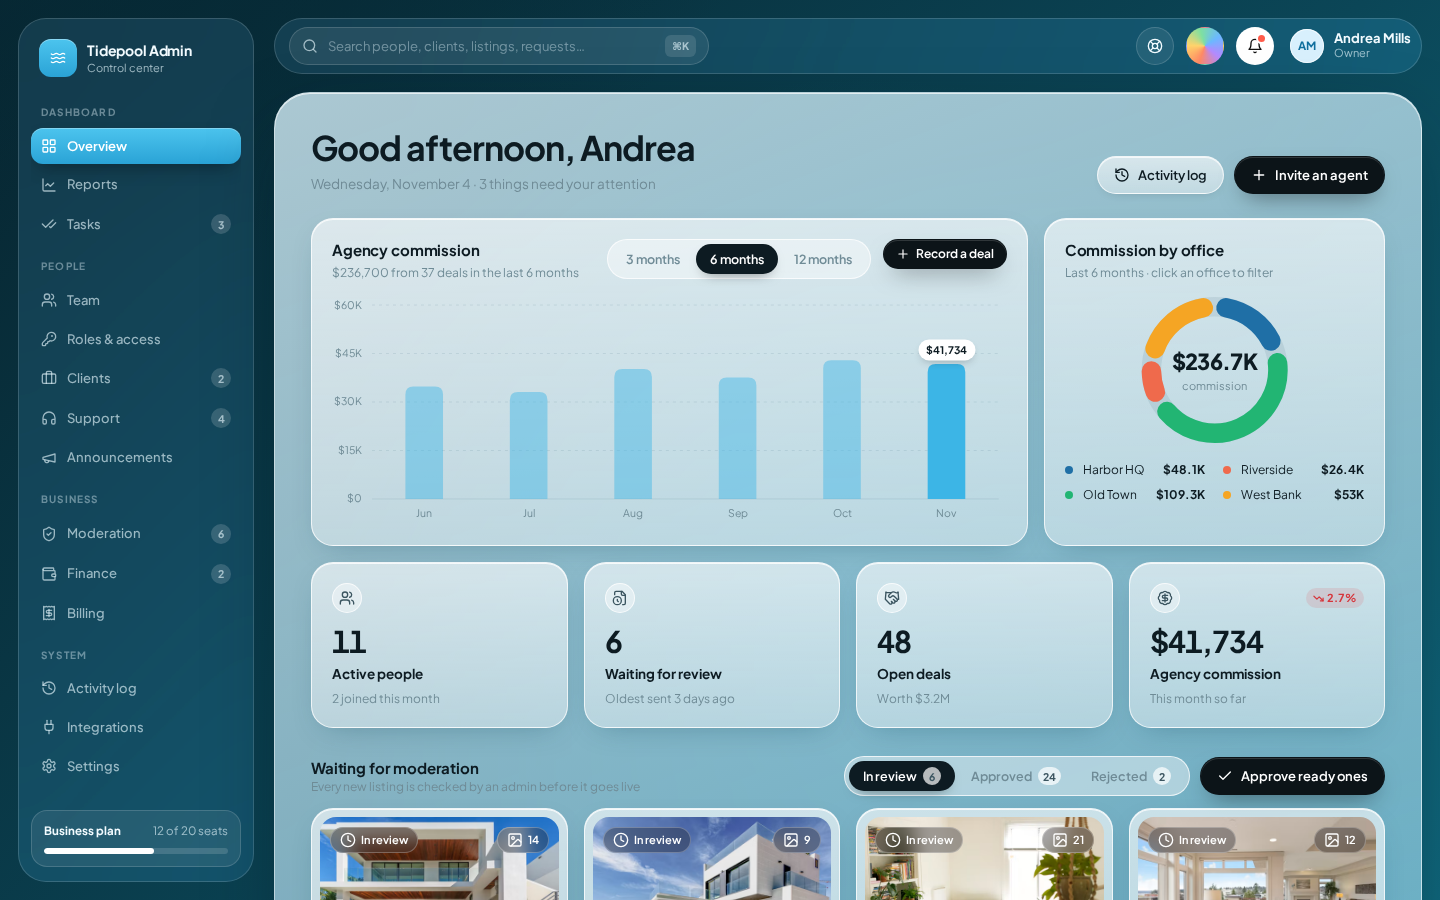 Tidepool Admin
Control center
DASHBOARD
Overview
Reports
Tasks 3
PEOPLE
Team
Roles & access
Clients 2
Support 4
Announcements
BUSINESS
Moderation 6
Finance 2
Billing
SYSTEM
Activity log
Integrations
Settings
Business plan 12 of 20 seats
Search people, clients, listings, requests... ⌘K
AM Andrea Mills
Owner
Good afternoon, Andrea
Wednesday, November 4 · 3 things need your attention
Activity log
Invite an agent
Agency commission
$236,700 from 37 deals in the last 6 months
3 months 6 months 12 months
Record a deal
$60K
$45K
$30K
$15K
$0
$41,734
Jun Jul Aug Sep Oct Nov
Commission by office
Last 6 months · click an office to filter
$236.7K
commission
Harbor HQ $48.1K Riverside $26.4K
Old Town $109.3K West Bank $53K
11
Active people
2 joined this month
6
Waiting for review
Oldest sent 3 days ago
48
Open deals
Worth $3.2M
2.7%
$41,734
Agency commission
This month so far
Waiting for moderation
Every new listing is checked by an admin before it goes live
In review 6 Approved 24 Rejected 2
Approve ready ones
In review 14
In review 9
In review 21
In review 12